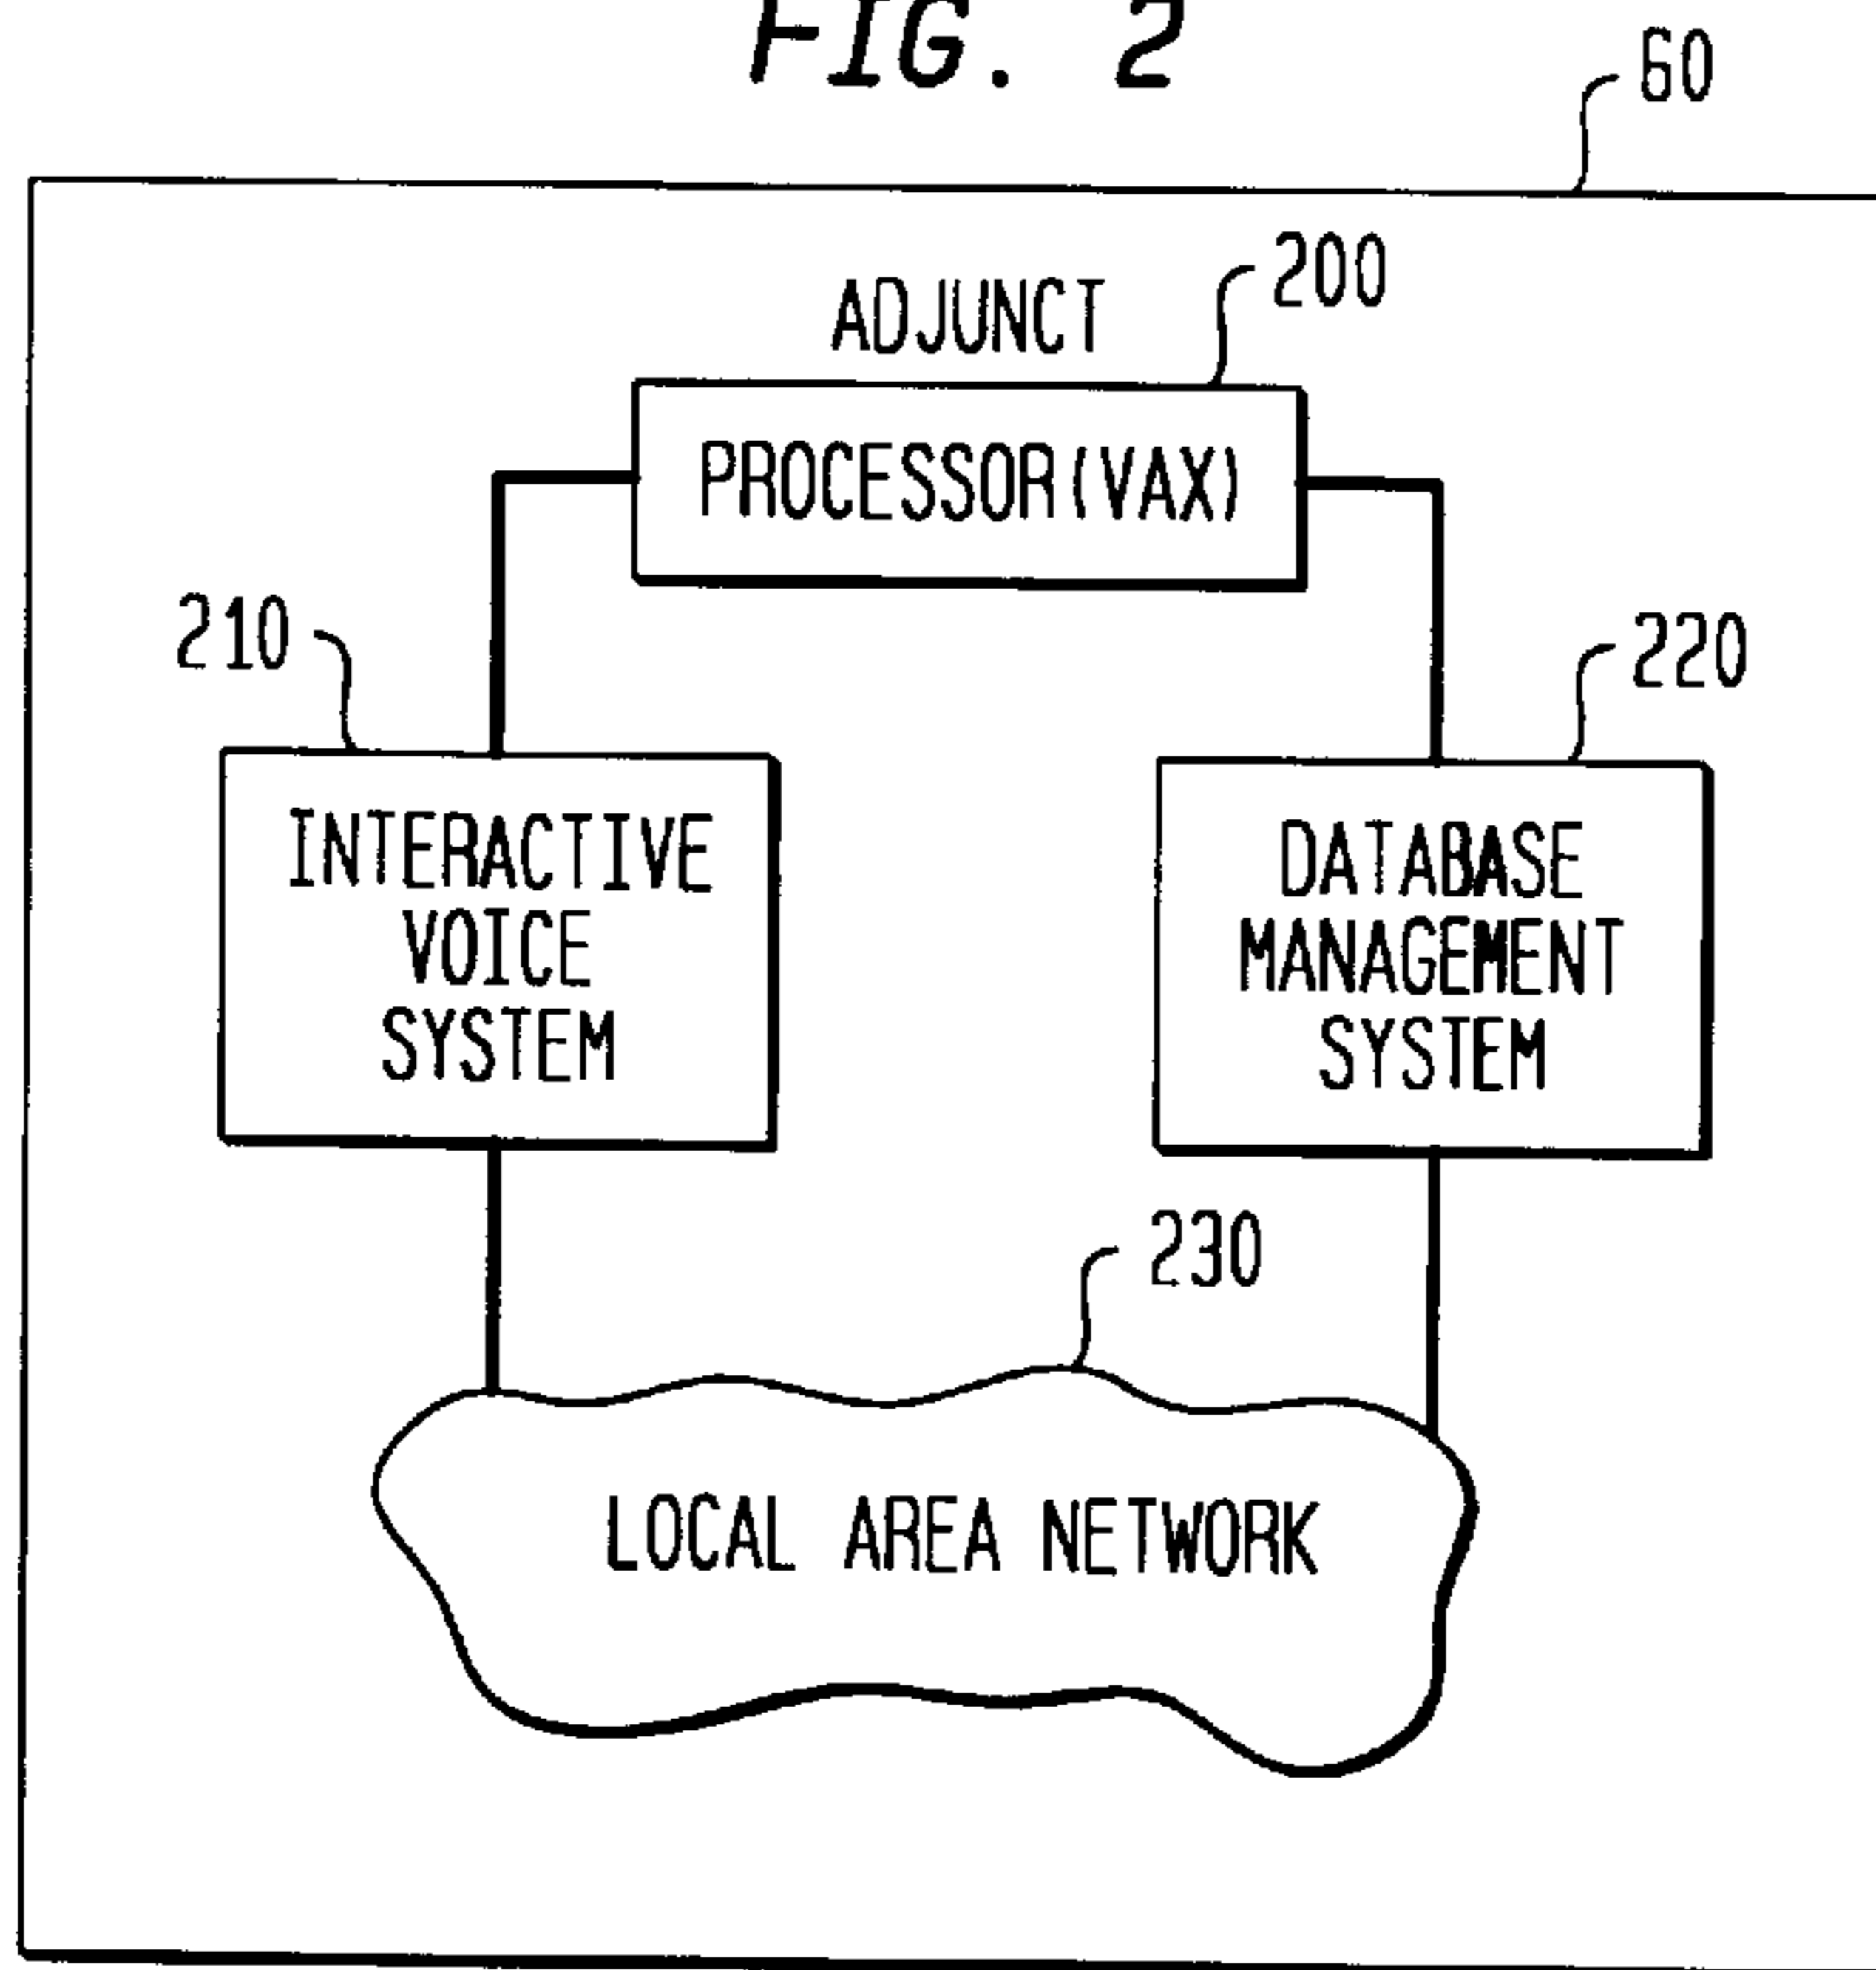 FIG. 2
60
200
ADJUNCT
PROCESSOR(VAX)
210
220
INTERACTIVE
VOICE
SYSTEM
DATABASE
MANAGEMENT
SYSTEM
230
LOCAL AREA NETWORK